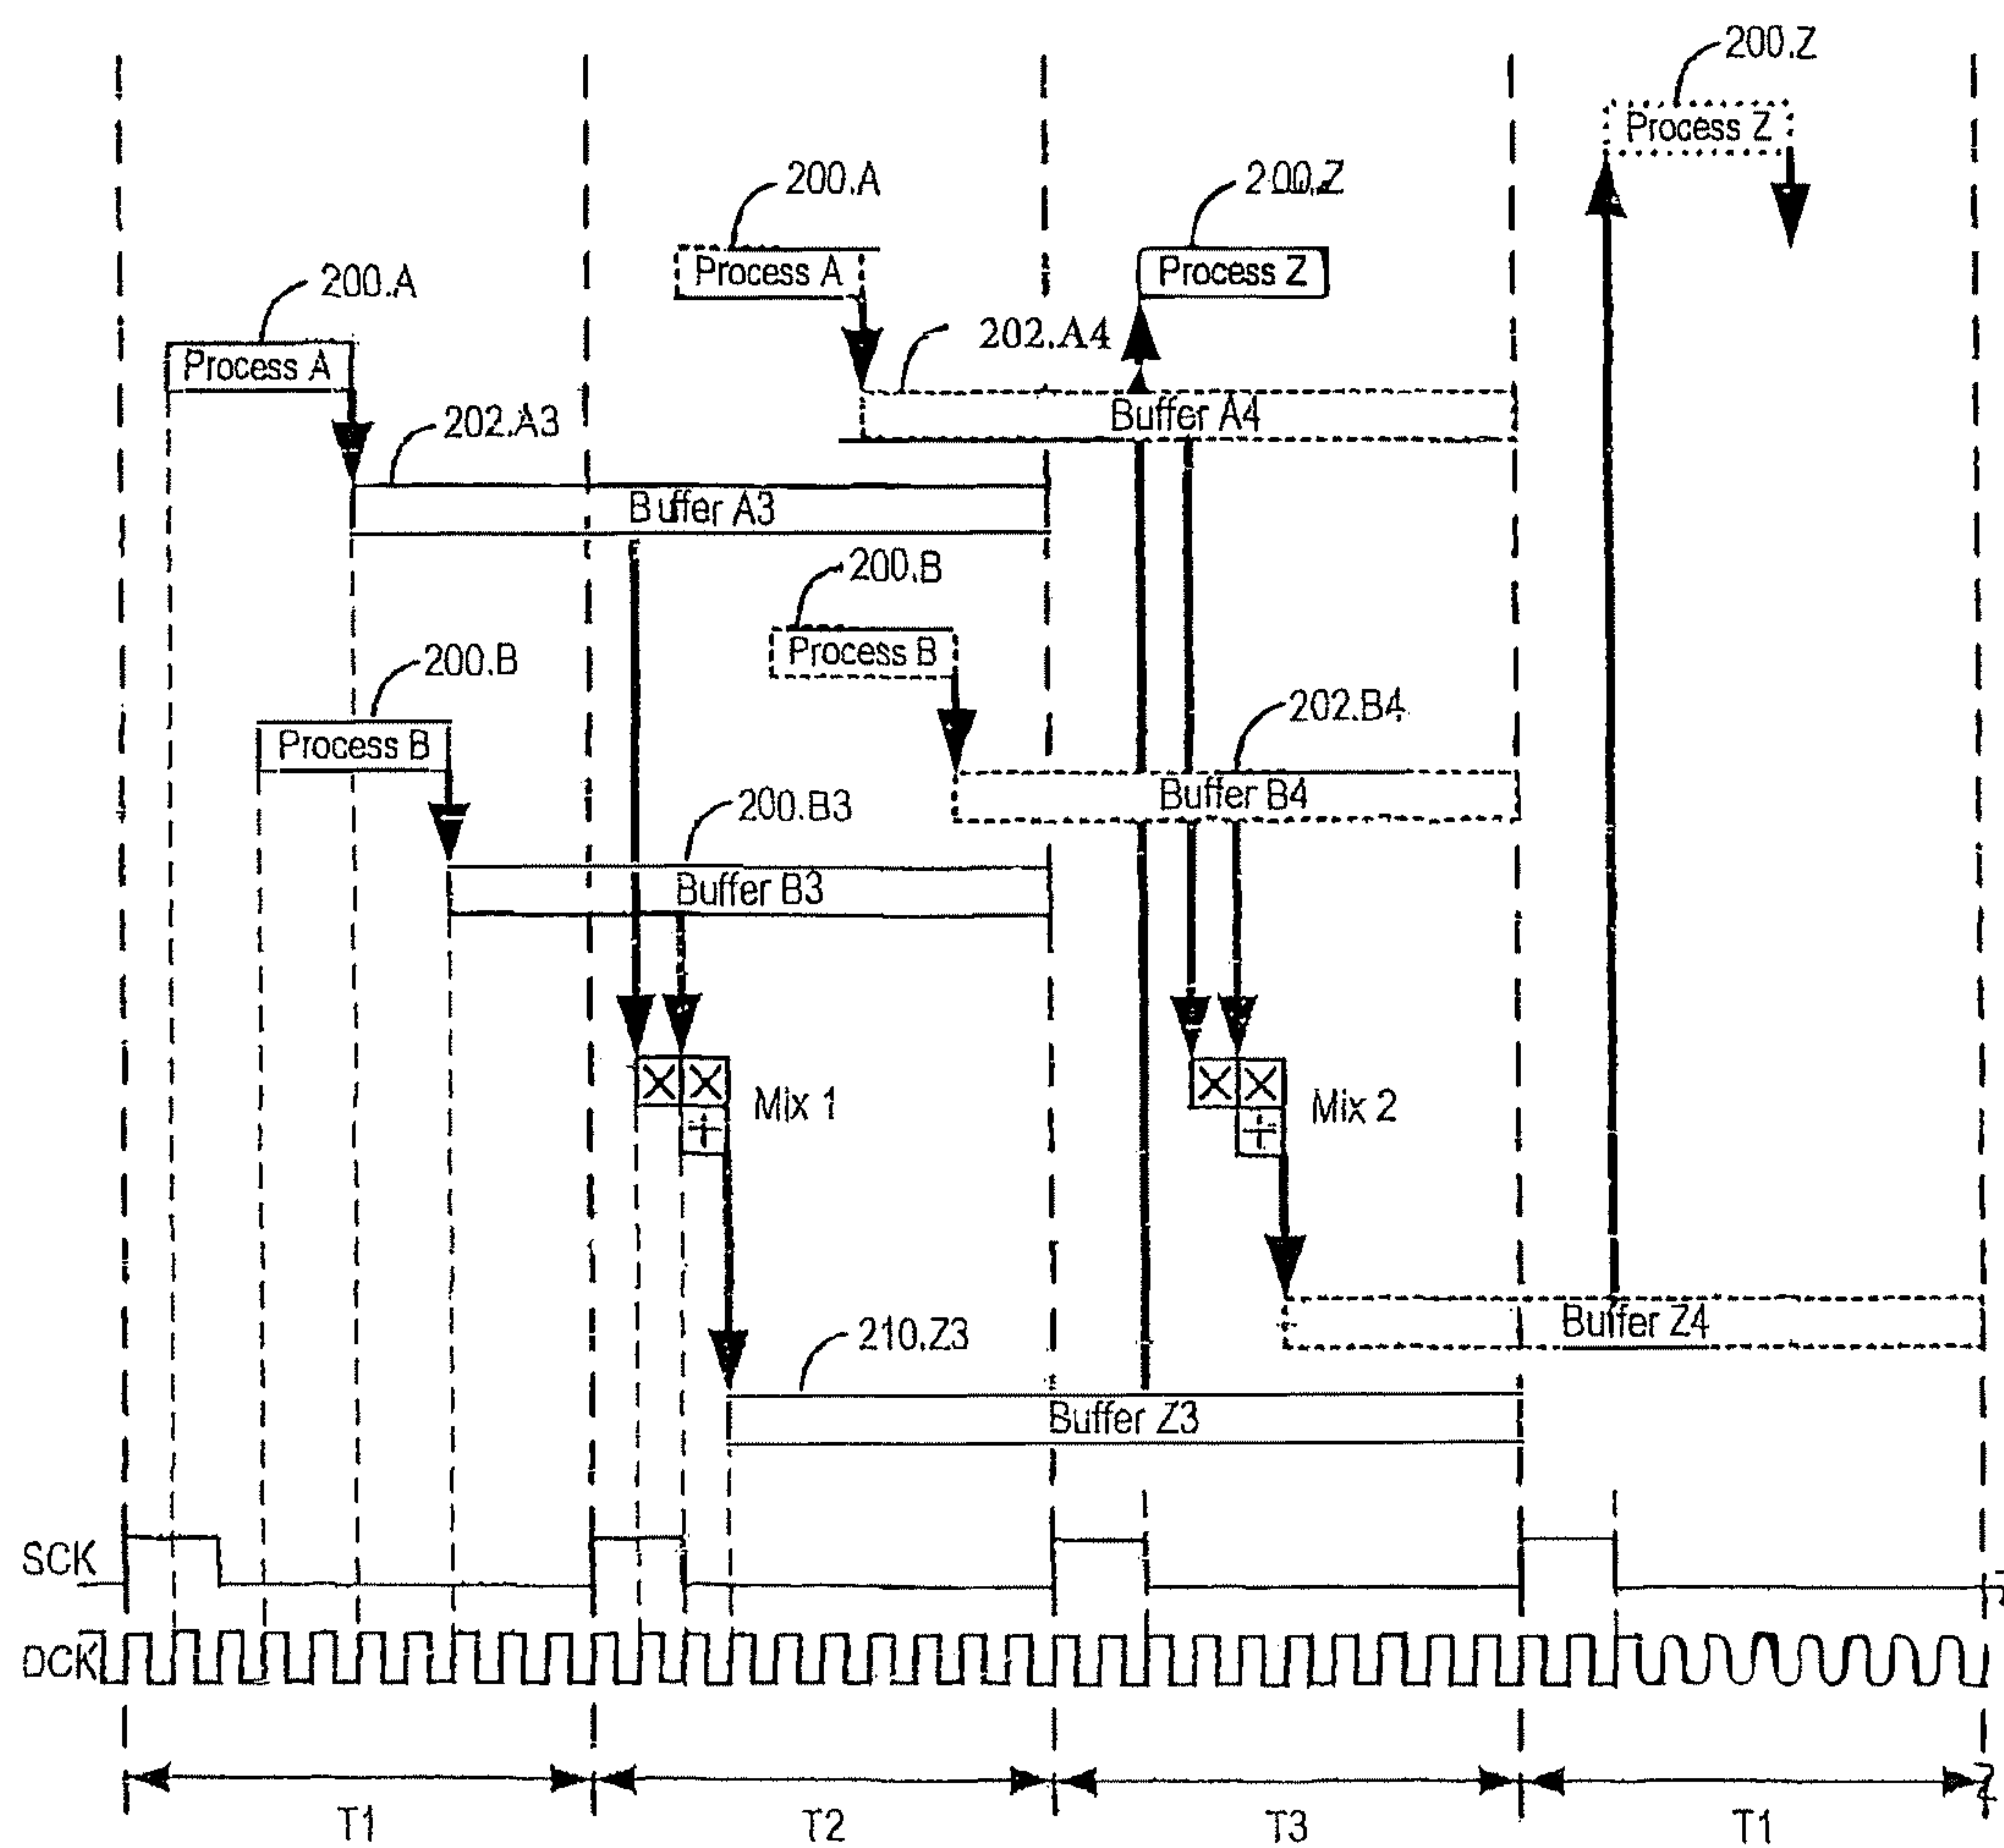 200.Z
Process Z
200.A
200.Z
Process A
Process Z
200.A
202.A4
Process A
Buffer A4
202.A3
Buffer A3
200.B
Process B
200.B
202.B4
Process B
Buffer B4
200.B3
Buffer B3
Mix 1
Mix 2
210.Z3
Buffer Z4
Buffer Z3
SCK
DCK
T1
T2
T3
T1